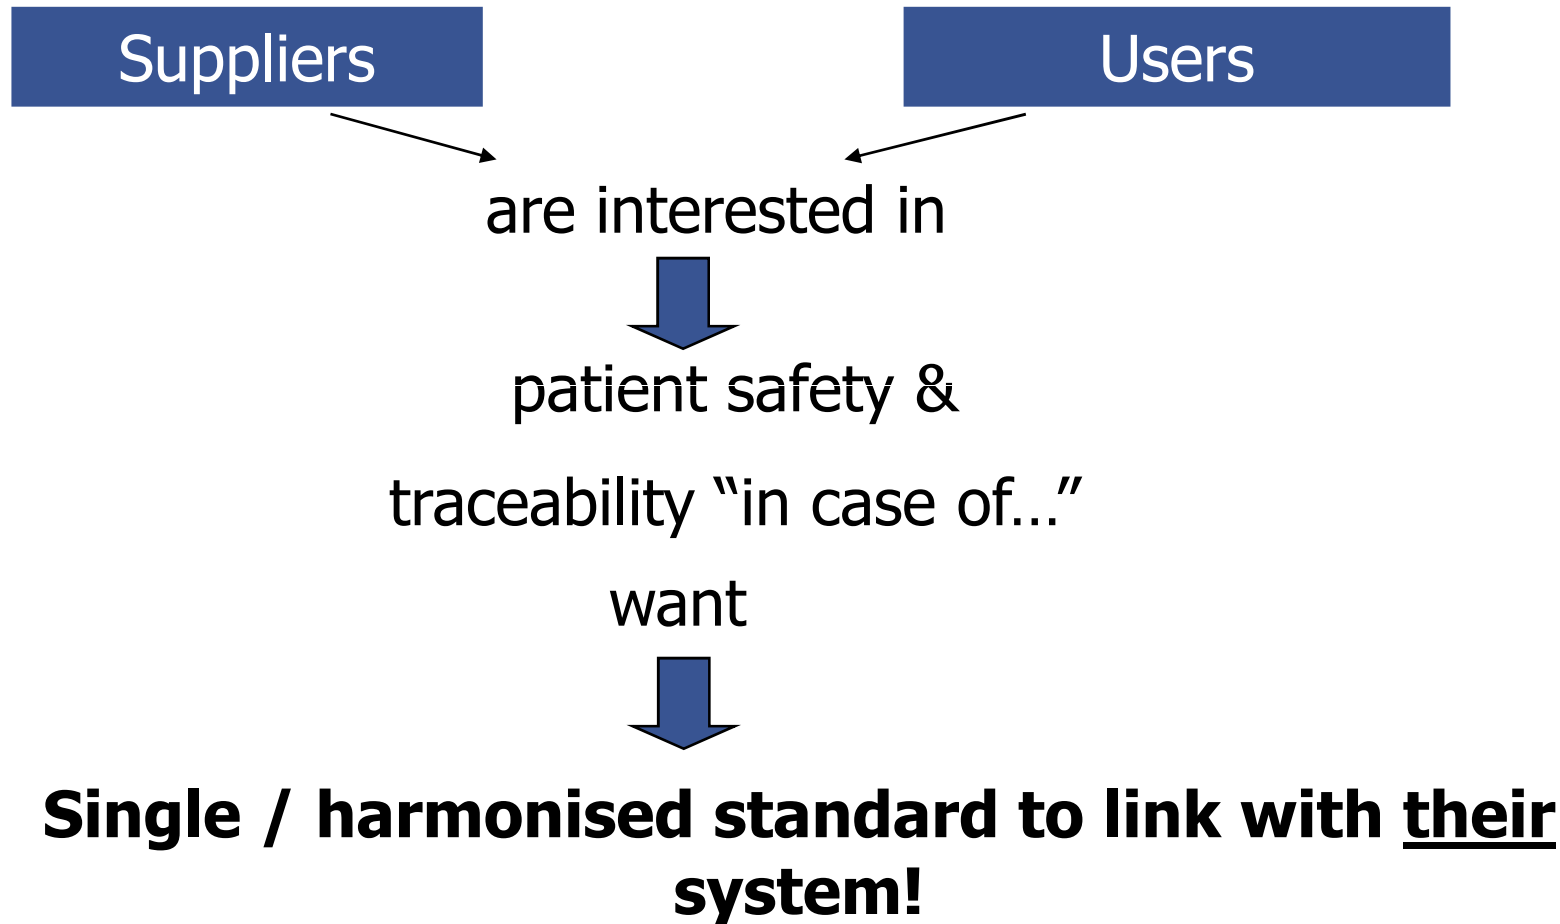 Suppliers
Users
are interested in
patient safety &
traceability “in case of…”
want
Single / harmonised standard to link with their
system!